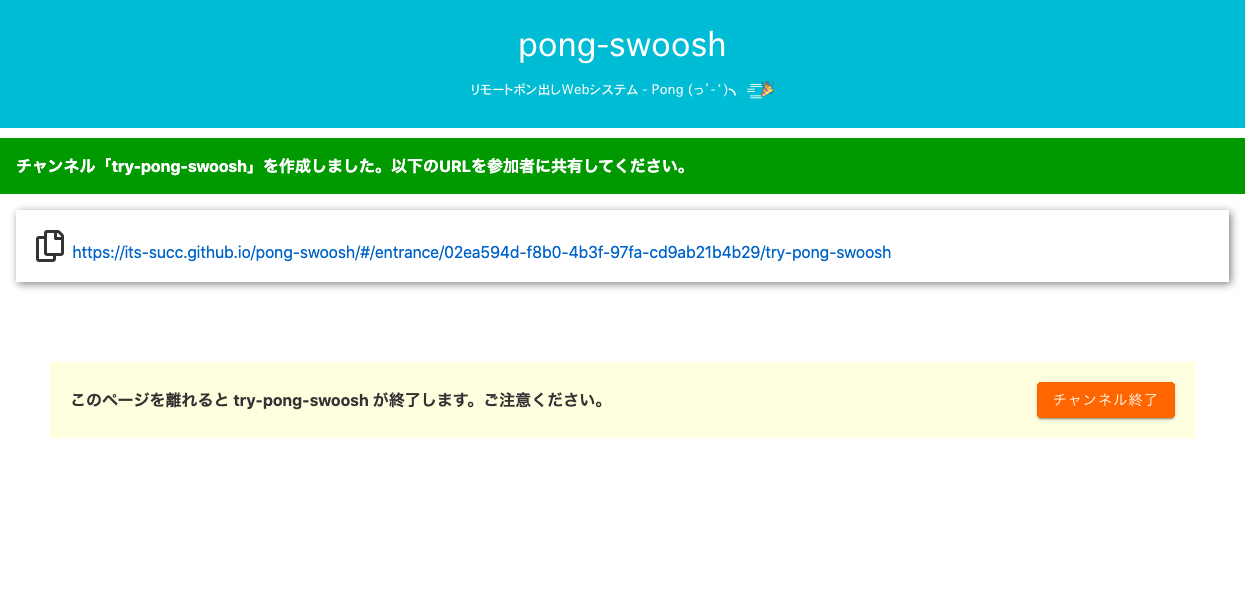 pong-swoosh
リモートポン出しWebシステム - Pong (っ'-')╮ =͟͟͞͞🎉
チャンネル「try-pong-swoosh」を作成しました。以下のURLを参加者に共有してください。
https://its-succ.github.io/pong-swoosh/#/entrance/02ea594d-f8b0-4b3f-97fa-cd9ab21b4b29/try-pong-swoosh
このページを離れると try-pong-swoosh が終了します。ご注意ください。
チャンネル終了